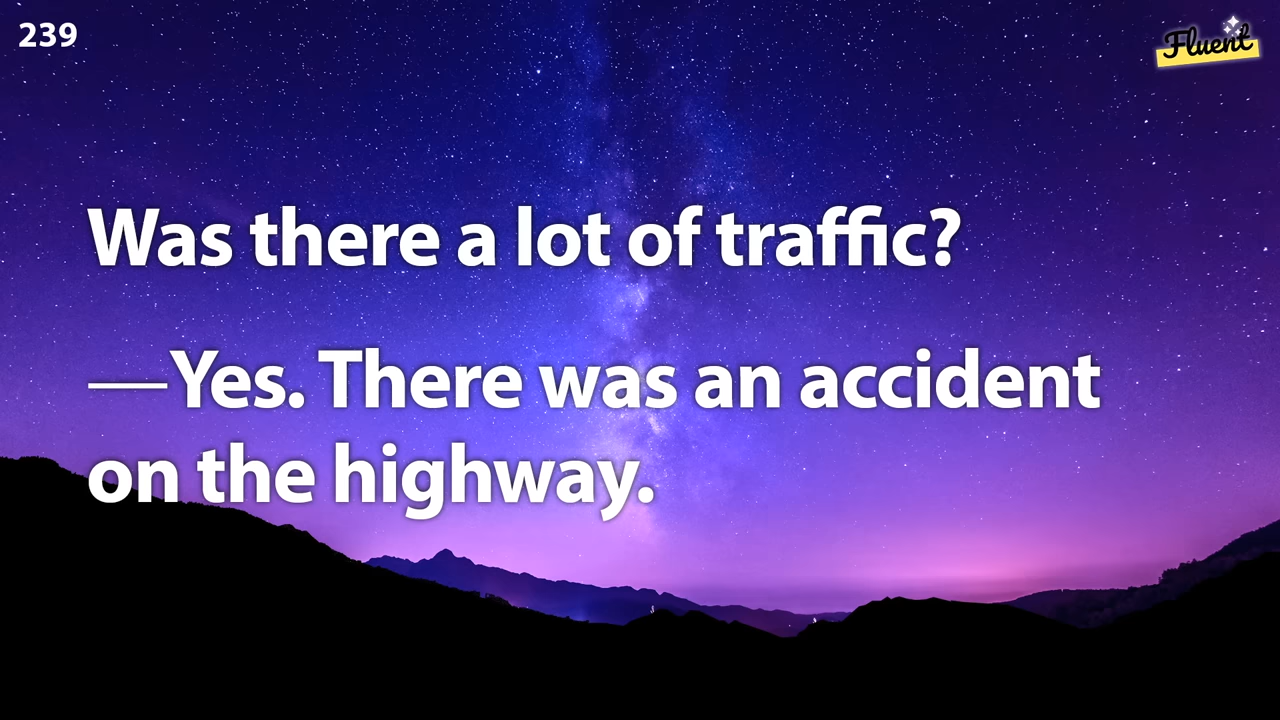 239
Fluent
Was there a lot of traffic?
—Yes. There was an accident
on the highway.